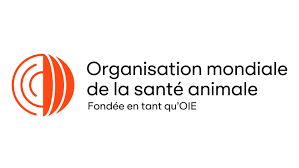 Organisation mondiale
de la santé animale
Fondée en tant qu'OIE